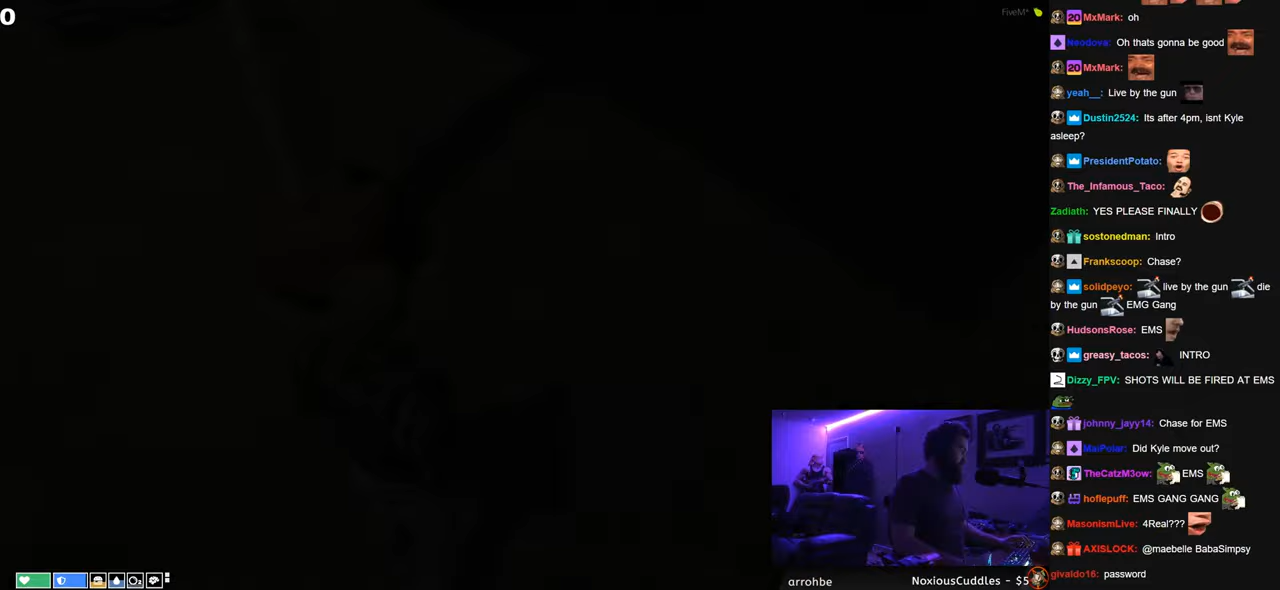 0
FiveM®
20 MxMark: oh
Neodova: Oh thats gonna be good
20 MxMark:
yeah__: Live by the gun
Dustin2524: Its after 4pm, isnt Kyle
asleep?
PresidentPotato:
The_Infamous_Taco:
Zadiath: YES PLEASE FINALLY
sostonedman: Intro
Frankscoop: Chase?
solidpeyo: live by the gun die
by the gun EMG Gang
HudsonsRose: EMS
greasy_tacos: INTRO
Dizzy_FPV: SHOTS WILL BE FIRED AT EMS
johnny_jayy14: Chase for EMS
MaiPolar: Did Kyle move out?
TheCatzM3ow: EMS
hoflepuff: EMS GANG GANG
MasonismLive: 4Real???
AXISLOCK: @maebelle BabaSimpsy
givaldo16: password
O₂
arrohbe
NoxiousCuddles - $5